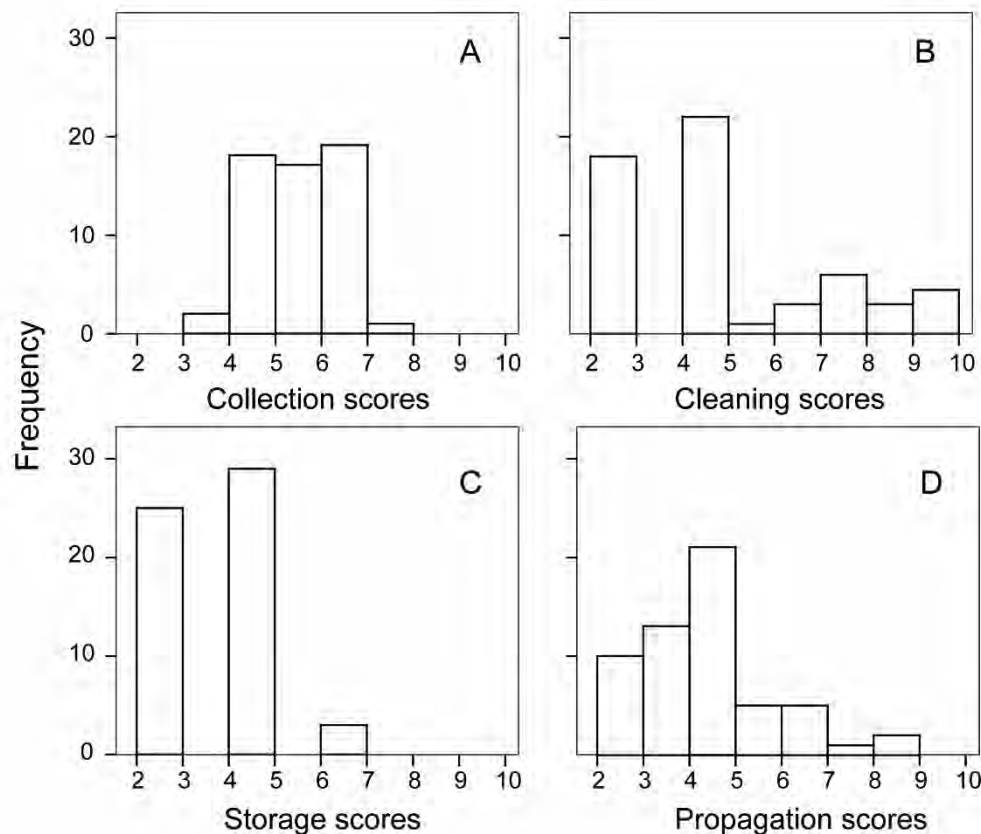 A
B
30
20
10
0
2 3 4 5 6 7 8 9 10
2 3 4 5 6 7 8 9 10
Collection scores
Cleaning scores
Frequency
C
D
30
20
10
0
2 3 4 5 6 7 8 9 10
2 3 4 5 6 7 8 9 10
Storage scores
Propagation scores